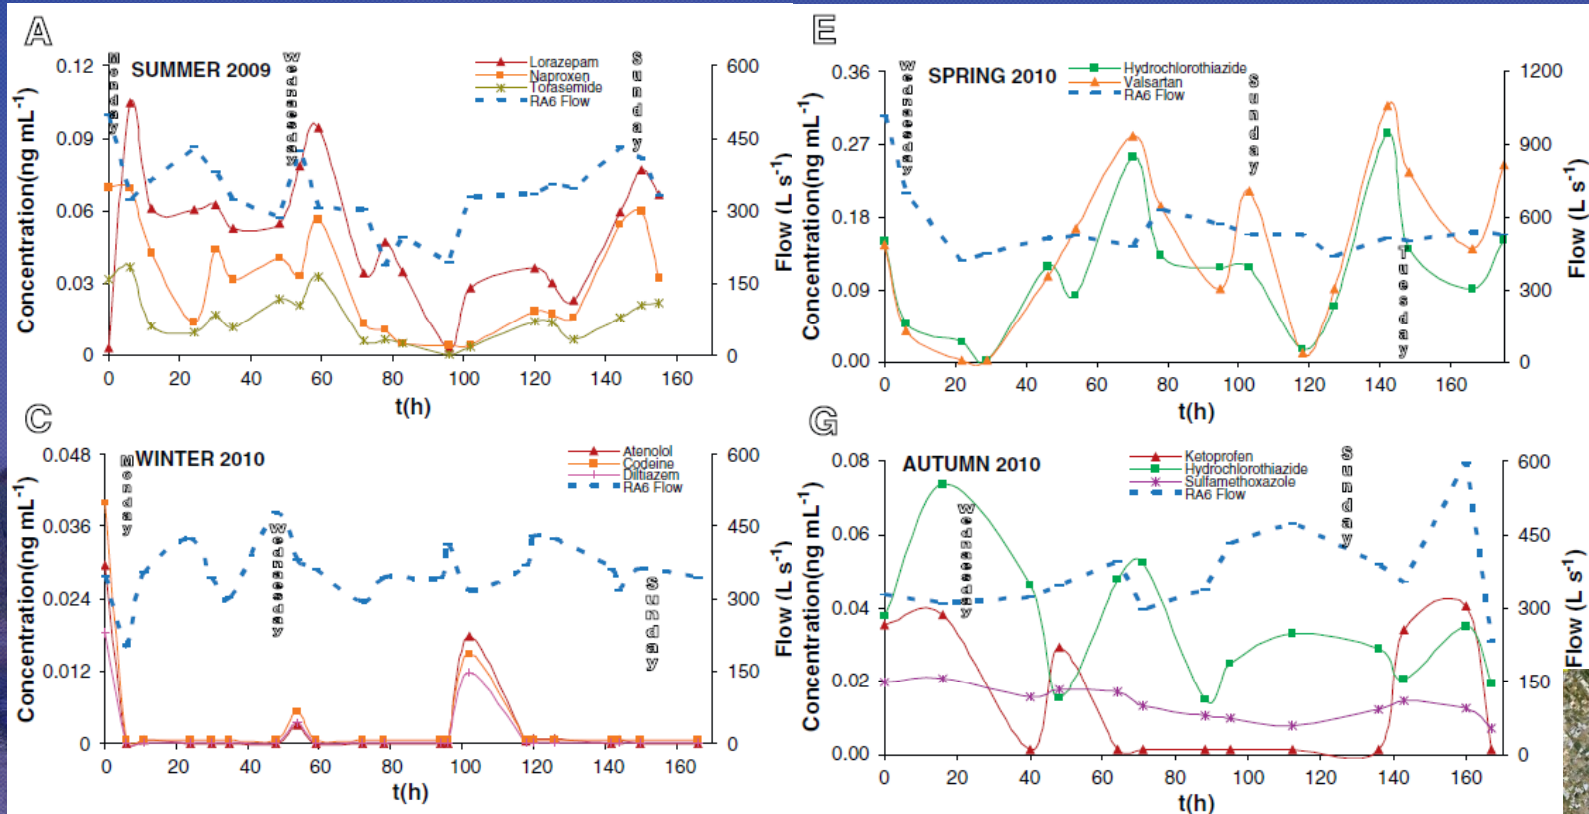 A
SUMMER 2009
Monday
Wednesday
Sunday
Lorazepam
Naproxen
Torasemide
RA6 Flow
Concentration(ng mL-1)
0.12
0.09
0.06
0.03
0
600
450
300
150
0
Flow (L s-1)
0 20 40 60 80 100 120 140 160
t(h)
E
SPRING 2010
Wednesday
Sunday
Tuesday
Hydrochlorothiazide
Valsartan
RA6 Flow
Concentration(ng mL-1)
0.36
0.27
0.18
0.09
0.00
1200
900
600
300
0
Flow (L s-1)
0 20 40 60 80 100 120 140 160
t(h)
C
WINTER 2010
Monday
Wednesday
Sunday
Atenolol
Codeine
Diltiazem
RA6 Flow
Concentration(ng mL-1)
0.048
0.036
0.024
0.012
0
600
450
300
150
0
Flow (L s-1)
0 20 40 60 80 100 120 140 160
t(h)
G
AUTUMN 2010
Wednesday
Sunday
Ketoprofen
Hydrochlorothiazide
Sulfamethoxazole
RA6 Flow
Concentration(ng mL-1)
0.08
0.06
0.04
0.02
0.00
600
450
300
150
0
Flow (L s-1)
0 20 40 60 80 100 120 140 160
t(h)